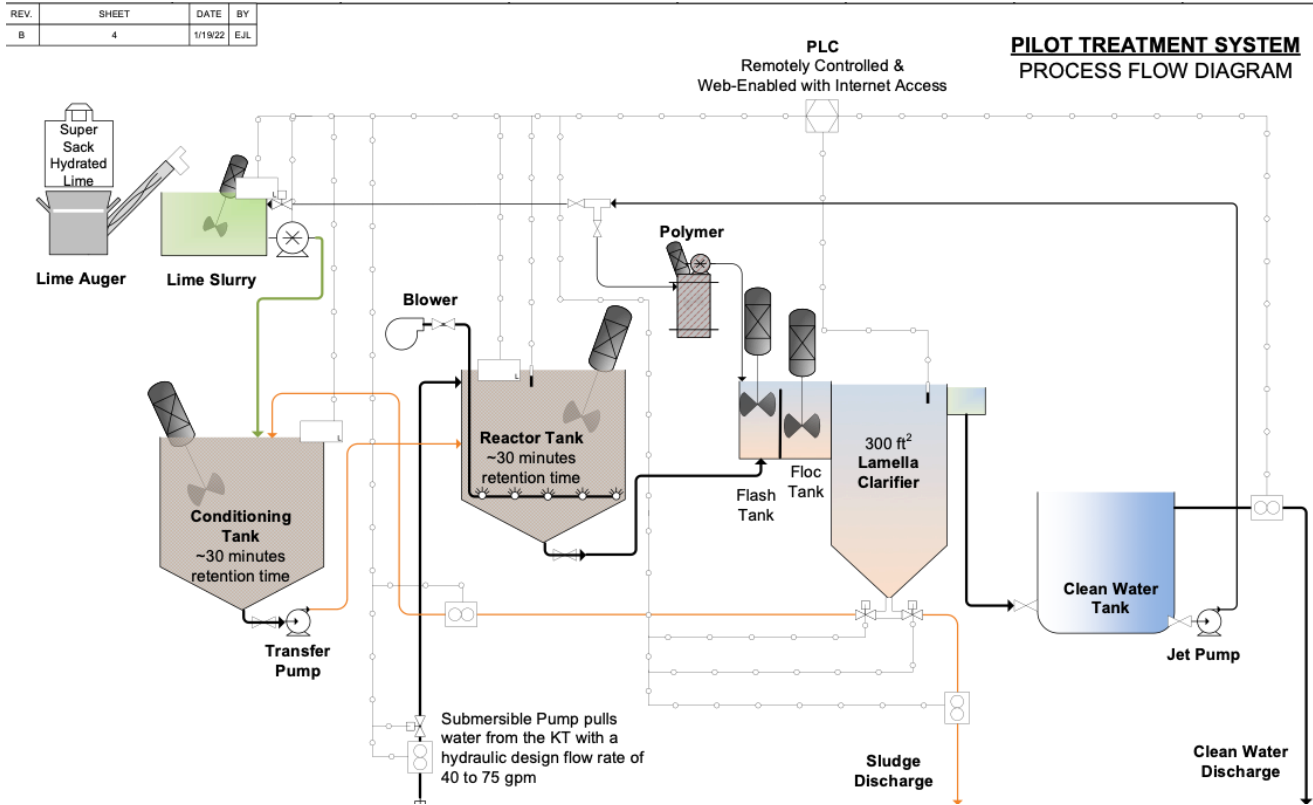 REV. SHEET DATE BY
B 4 1/19/22 EJL
PILOT TREATMENT SYSTEM
PROCESS FLOW DIAGRAM
PLC
Remotely Controlled &
Web-Enabled with Internet Access
Super
Sack
Hydrated
Lime
L
Lime Auger
Lime Slurry
Polymer
Blower
L
L
Reactor Tank
~30 minutes
retention time
300 ft²
Lamella
Clarifier
Flash
Tank
Floc
Tank
Conditioning
Tank
~30 minutes
retention time
Clean Water
Tank
Transfer
Pump
Jet Pump
Submersible Pump pulls
water from the KT with a
hydraulic design flow rate of
40 to 75 gpm
Sludge
Discharge
Clean Water
Discharge